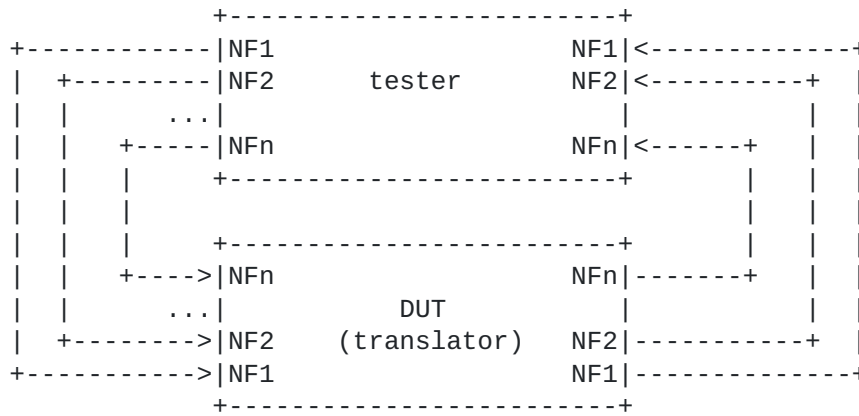 NF1 NF1
NF2 tester NF2
...
NFn NFn
NFn NFn
... DUT
NF2 (translator) NF2
NF1 NF1